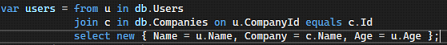 var users = from u in db.Users
join c in db.Companies on u.CompanyId equals c.Id
select new { Name = u.Name, Company = c.Name, Age = u.Age };